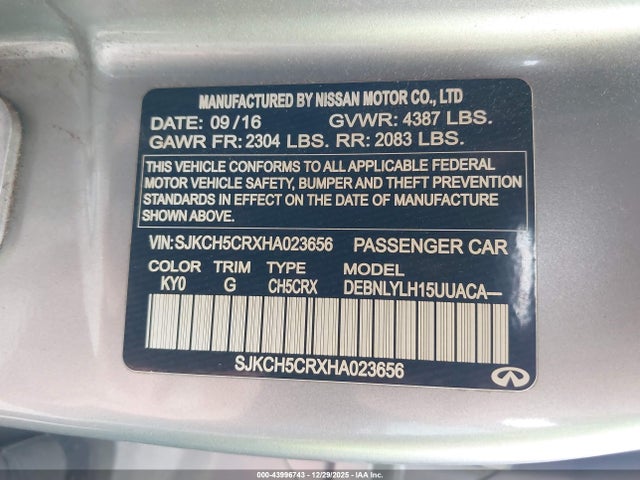 MANUFACTURED BY NISSAN MOTOR CO., LTD
DATE: 09/16 GVWR: 4387 LBS.
GAWR FR: 2304 LBS. RR: 2083 LBS.
THIS VEHICLE CONFORMS TO ALL APPLICABLE FEDERAL
MOTOR VEHICLE SAFETY, BUMPER AND THEFT PREVENTION
STANDARDS IN EFFECT ON THE DATE OF MANUFACTURE
SHOWN ABOVE.
VIN: SJKCH5CRXHA023656 PASSENGER CAR
COLOR TRIM TYPE MODEL
KY0 G CH5CRX DEBNLYLH15UUACA—
SJKCH5CRXHA023656
00-43996743 - 12/29/2025 - IAAI.com